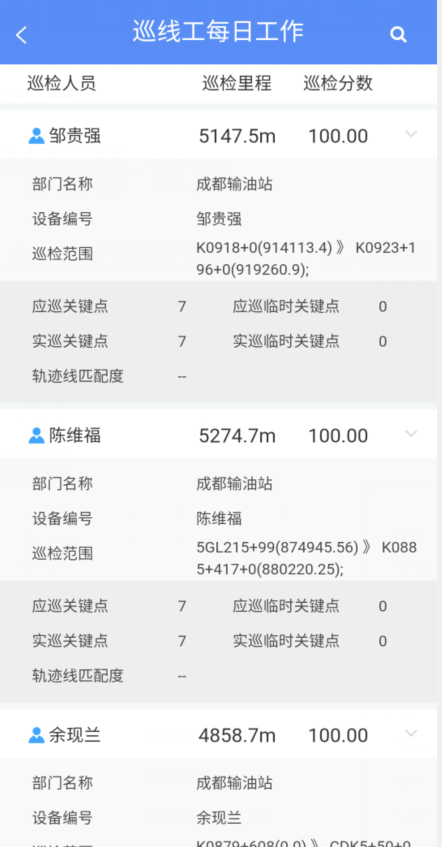 巡线工每日工作
巡检人员 巡检里程 巡检分数
邹贵强 5147.5m 100.00
部门名称 成都输油站
设备编号 邹贵强
巡检范围 K0918+0(914113.4) 》 K0923+1
96+0(919260.9);
应巡关键点 7 应巡临时关键点 0
实巡关键点 7 实巡临时关键点 0
轨迹线匹配度 --
陈维福 5274.7m 100.00
部门名称 成都输油站
设备编号 陈维福
巡检范围 5GL215+99(874945.56) 》 K088
5+417+0(880220.25);
应巡关键点 7 应巡临时关键点 0
实巡关键点 7 实巡临时关键点 0
轨迹线匹配度 --
余现兰 4858.7m 100.00
部门名称 成都输油站
设备编号 余现兰
K0879+608(0.0) 》 CDK5+50+0